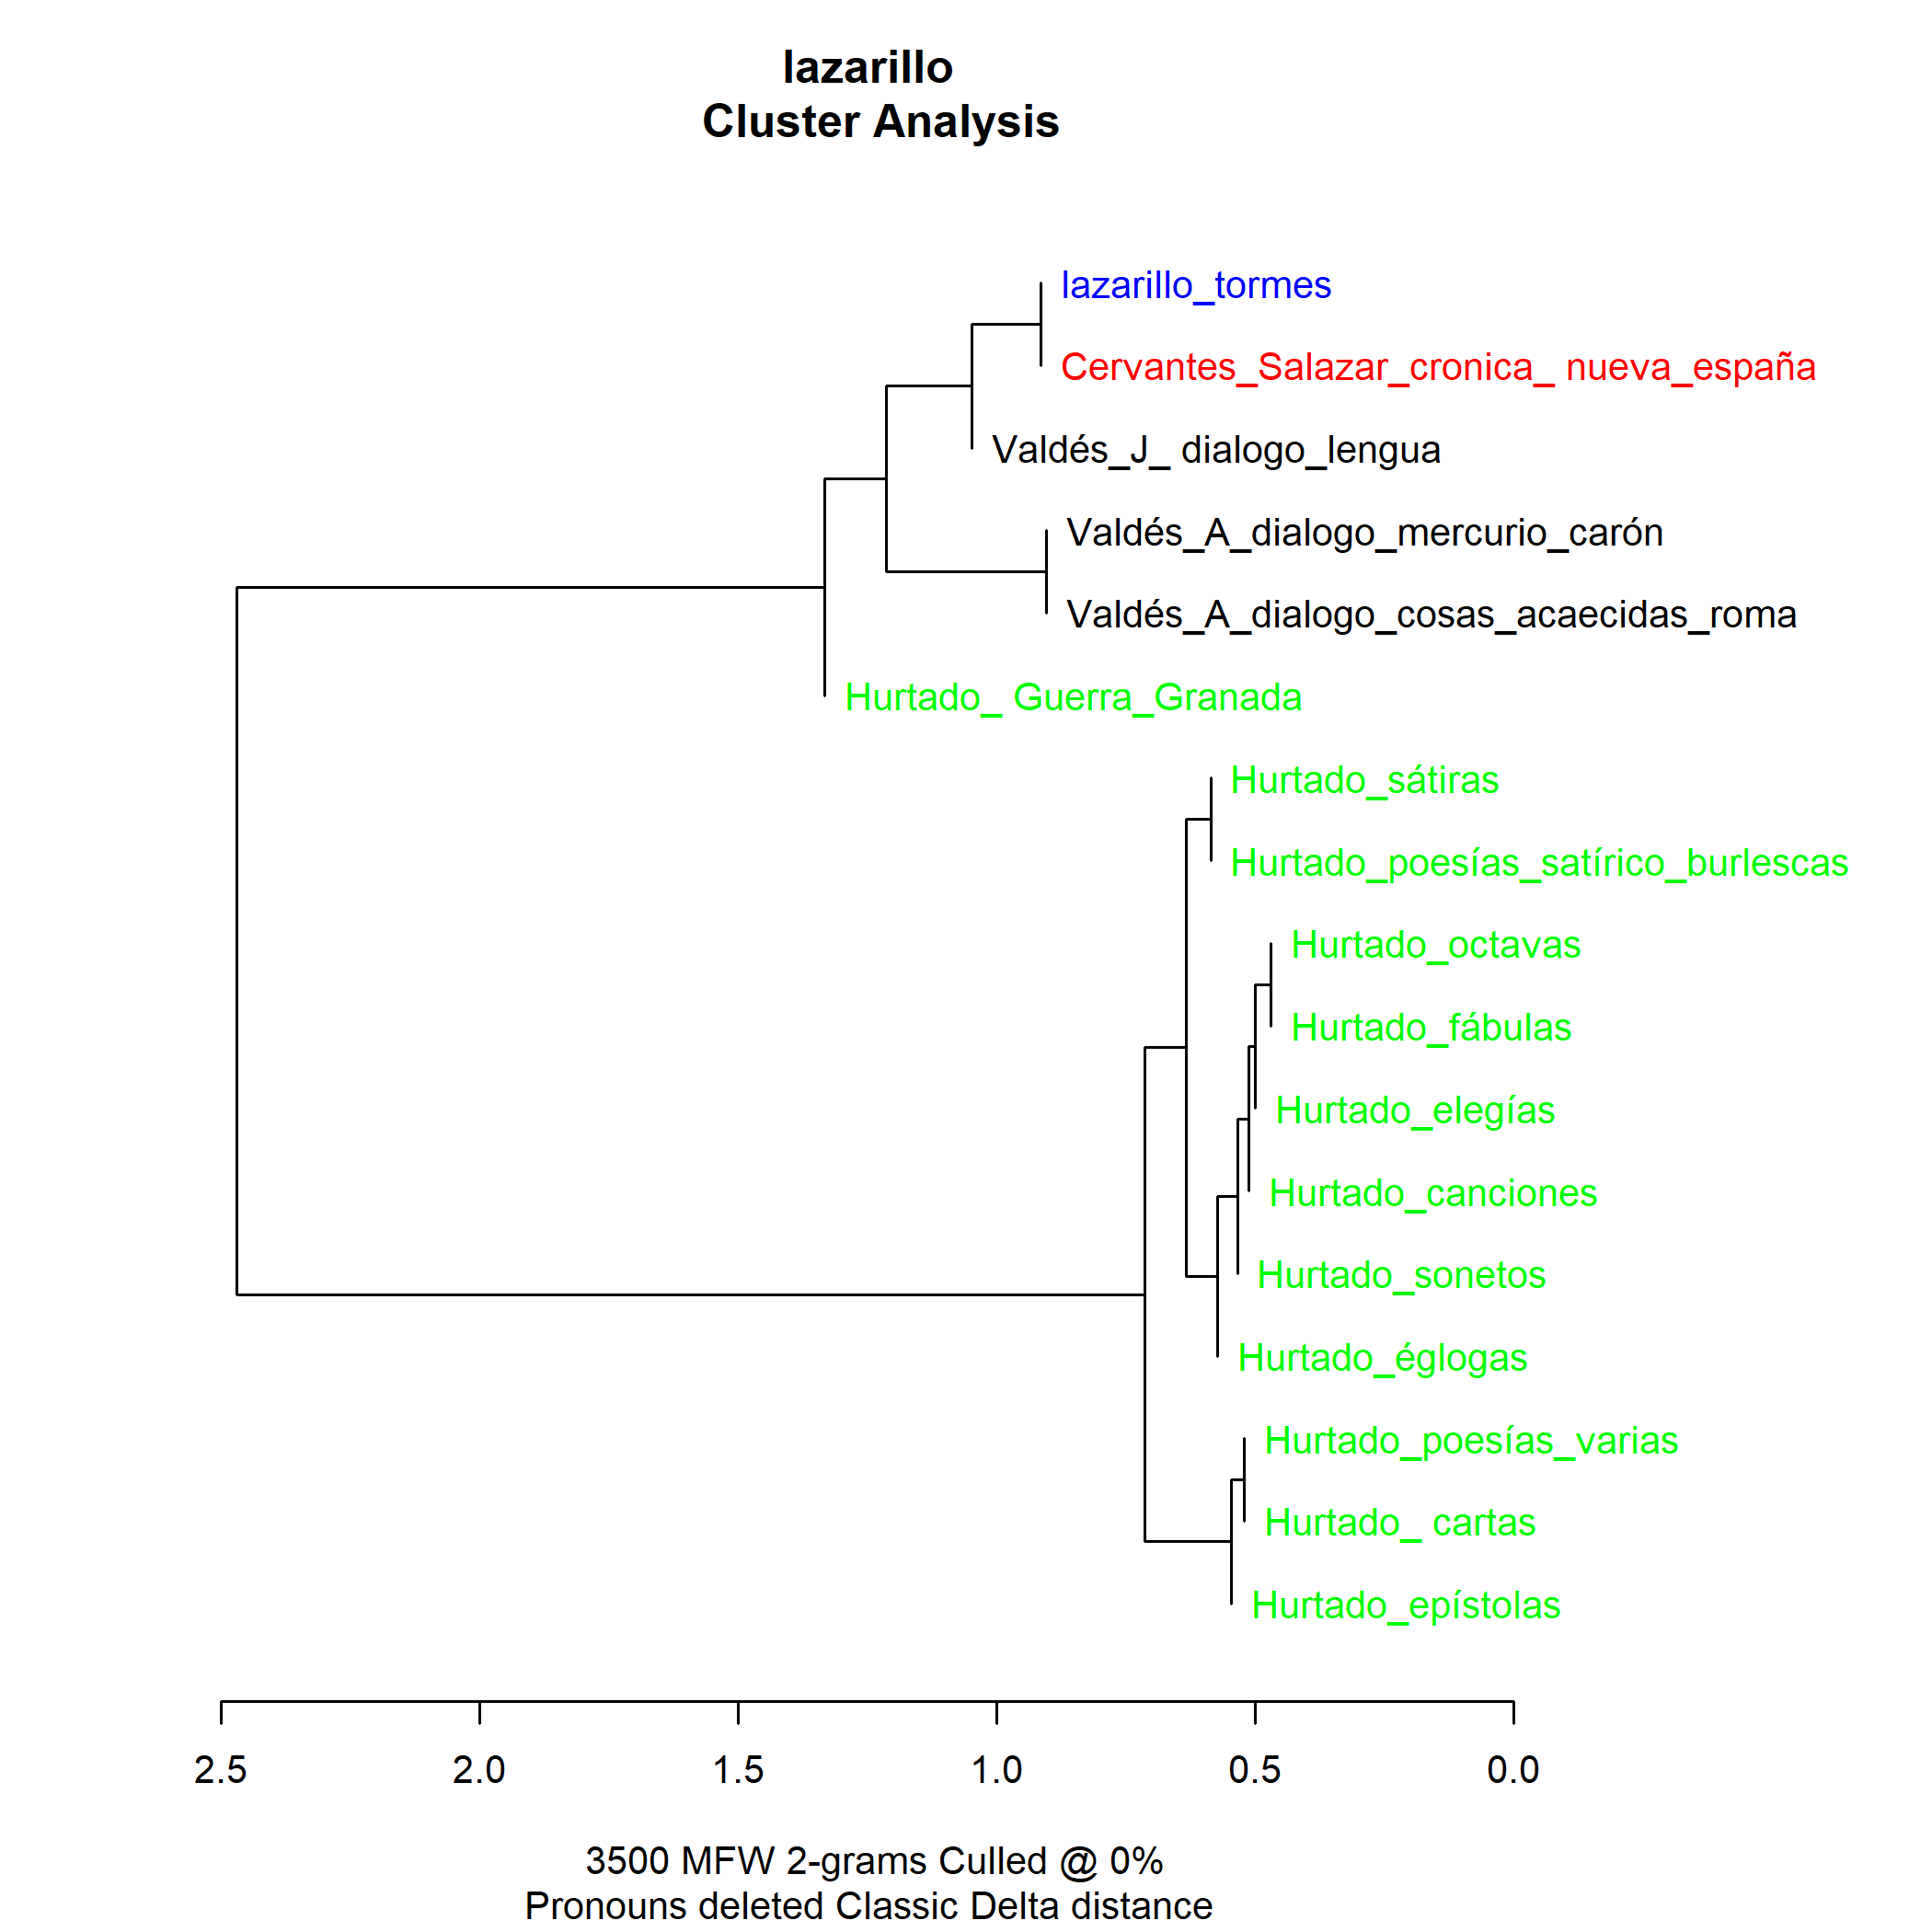 lazarillo
Cluster Analysis
lazarillo_tormes
Cervantes_Salazar_cronica_ nueva_españa
Valdés_J_ dialogo_lengua
Valdés_A_dialogo_mercurio_carón
Valdés_A_dialogo_cosas_acaecidas_roma
Hurtado_ Guerra_Granada
Hurtado_sátiras
Hurtado_poesías_satírico_burlescas
Hurtado_octavas
Hurtado_fábulas
Hurtado_elegías
Hurtado_canciones
Hurtado_sonetos
Hurtado_églogas
Hurtado_poesías_varias
Hurtado_ cartas
Hurtado_epístolas
2.5 2.0 1.5 1.0 0.5 0.0
3500 MFW 2-grams Culled @ 0%
Pronouns deleted Classic Delta distance